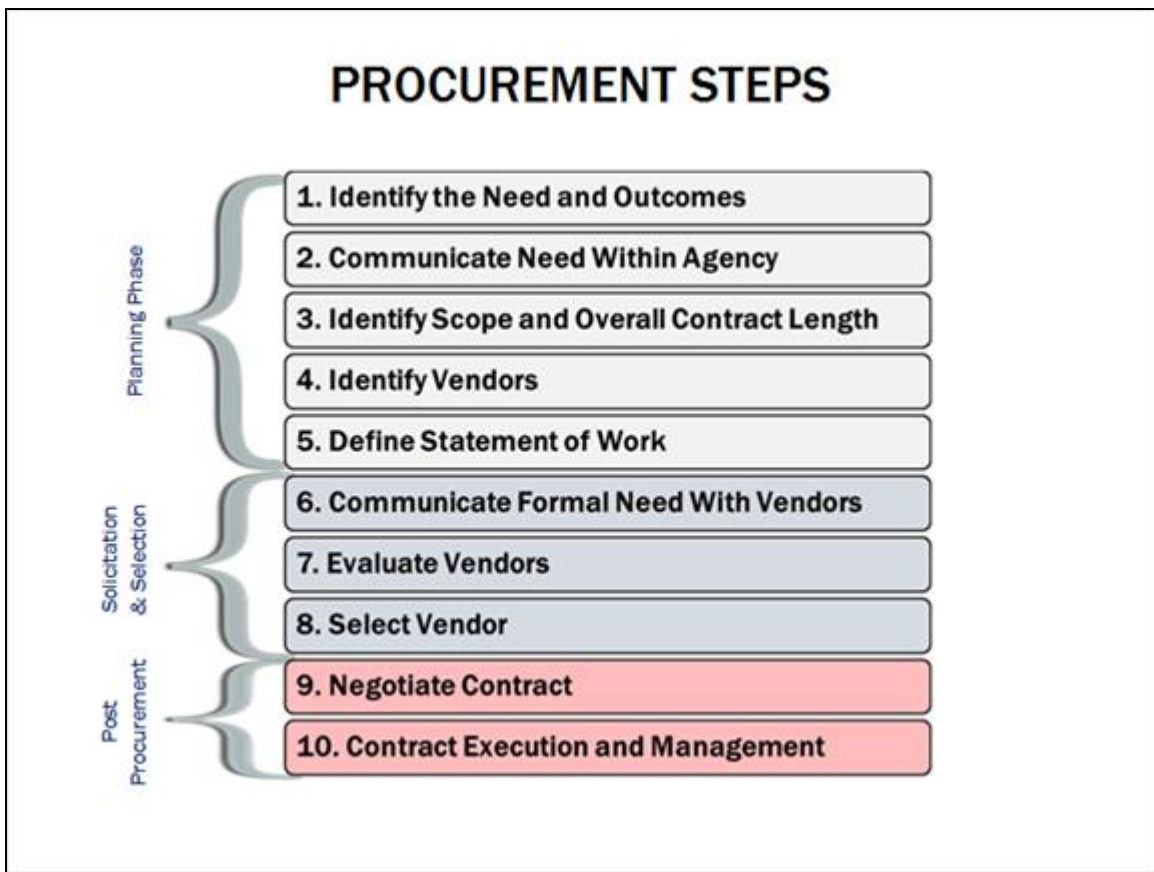 PROCUREMENT STEPS
Planning Phase
1. Identify the Need and Outcomes
2. Communicate Need Within Agency
3. Identify Scope and Overall Contract Length
4. Identify Vendors
5. Define Statement of Work
Solicitation
& Selection
6. Communicate Formal Need With Vendors
7. Evaluate Vendors
8. Select Vendor
Post
Procurement
9. Negotiate Contract
10. Contract Execution and Management